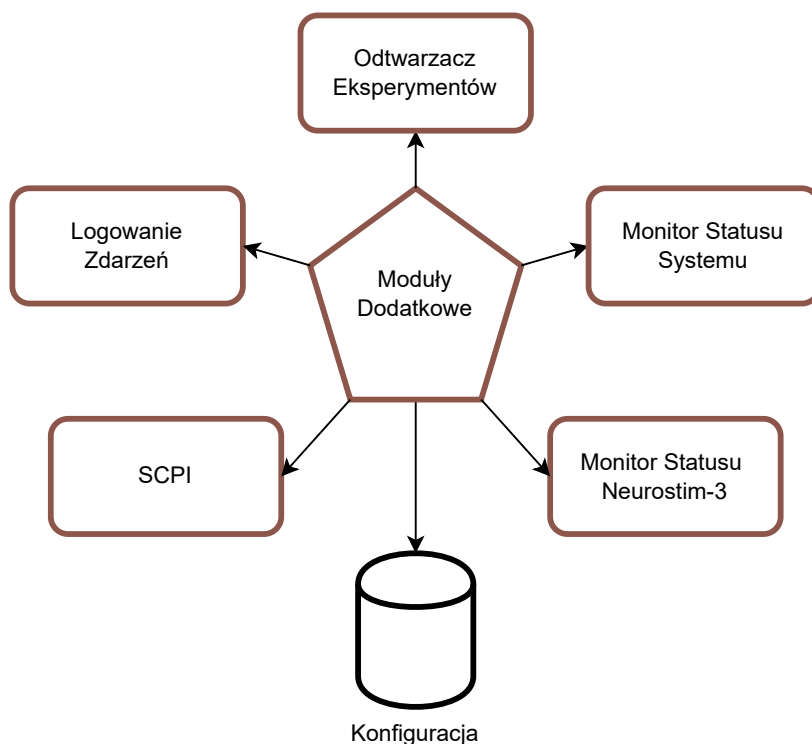 Odtwarzacz
Eksperymentów
Logowanie
Zdarzeń
Monitor Statusu
Systemu
Moduły
Dodatkowe
SCPI
Monitor Statusu
Neurostim-3
Konfiguracja